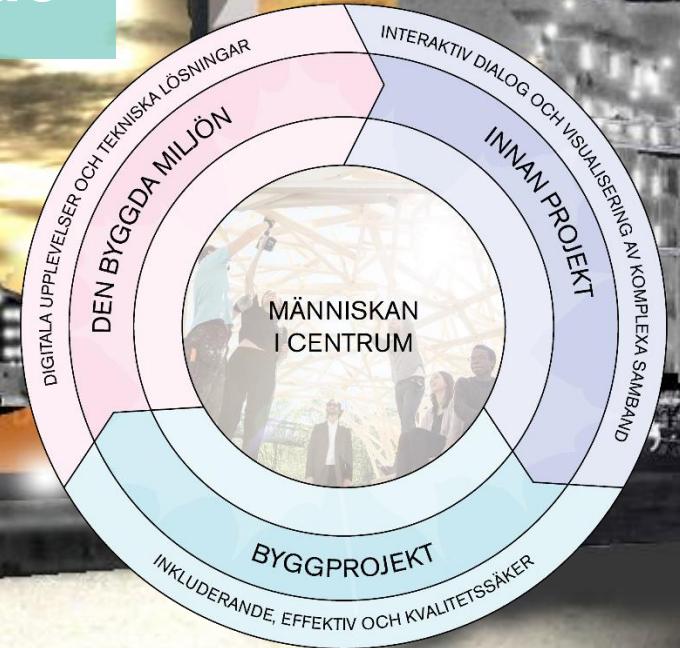 INTERAKTIV DIALOG OCH VISUALISERING AV KOMPLEXA SAMBAND
INNAN PROJEKT
DIGITALA UPPLEVELSER OCH TEKNISKA LÖSNINGAR
DEN BYGGDA MILJÖN
MÄNNISKAN
I CENTRUM
BYGGPROJEKT
INKLUDERANDE, EFFEKTIV OCH KVALITETSSÄKER